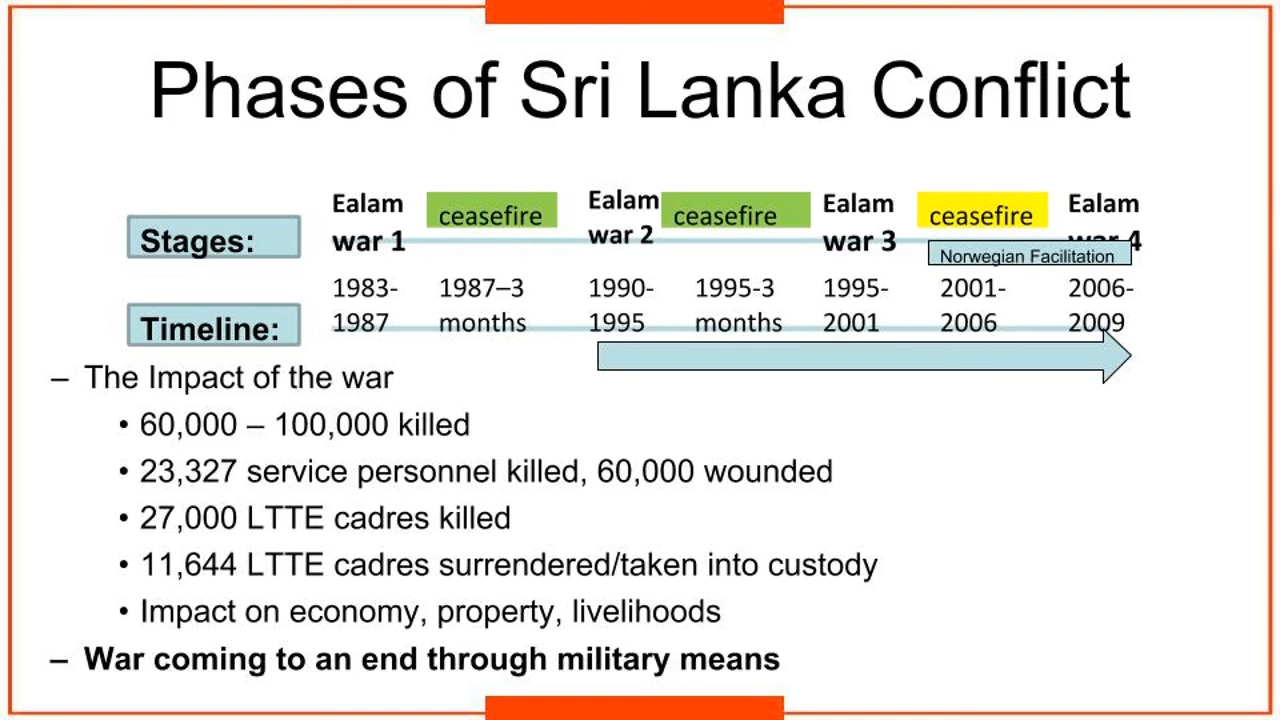 Phases of Sri Lanka Conflict
Stages:
Ealam war 1
ceasefire
Ealam war 2
ceasefire
Ealam war 3
ceasefire
Ealam war 4
Norwegian Facilitation
Timeline:
1983-1987
1987–3 months
1990-1995
1995-3 months
1995-2001
2001-2006
2006-2009
– The Impact of the war
• 60,000 – 100,000 killed
• 23,327 service personnel killed, 60,000 wounded
• 27,000 LTTE cadres killed
• 11,644 LTTE cadres surrendered/taken into custody
• Impact on economy, property, livelihoods
– War coming to an end through military means